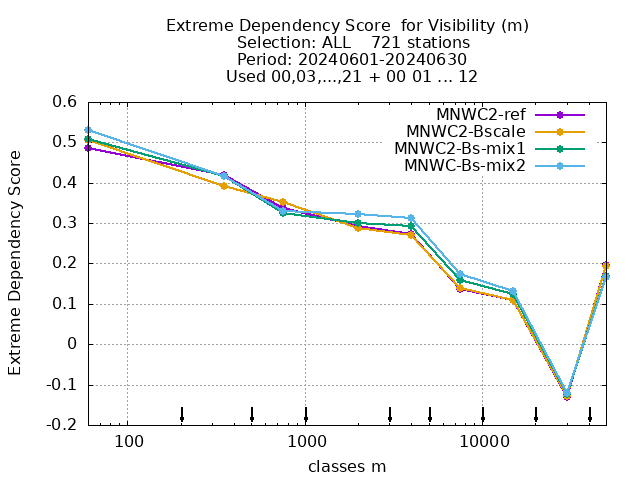 Extreme Dependency Score  for Visibility (m)
Selection: ALL    721 stations
Period: 20240601-20240630
Used 00,03,...,21 + 00 01 ... 12
MNWC2-ref
MNWC2-Bscale
MNWC2-Bs-mix1
MNWC-Bs-mix2
Extreme Dependency Score
0.6
0.5
0.4
0.3
0.2
0.1
0
-0.1
-0.2
100 1000 10000
classes m